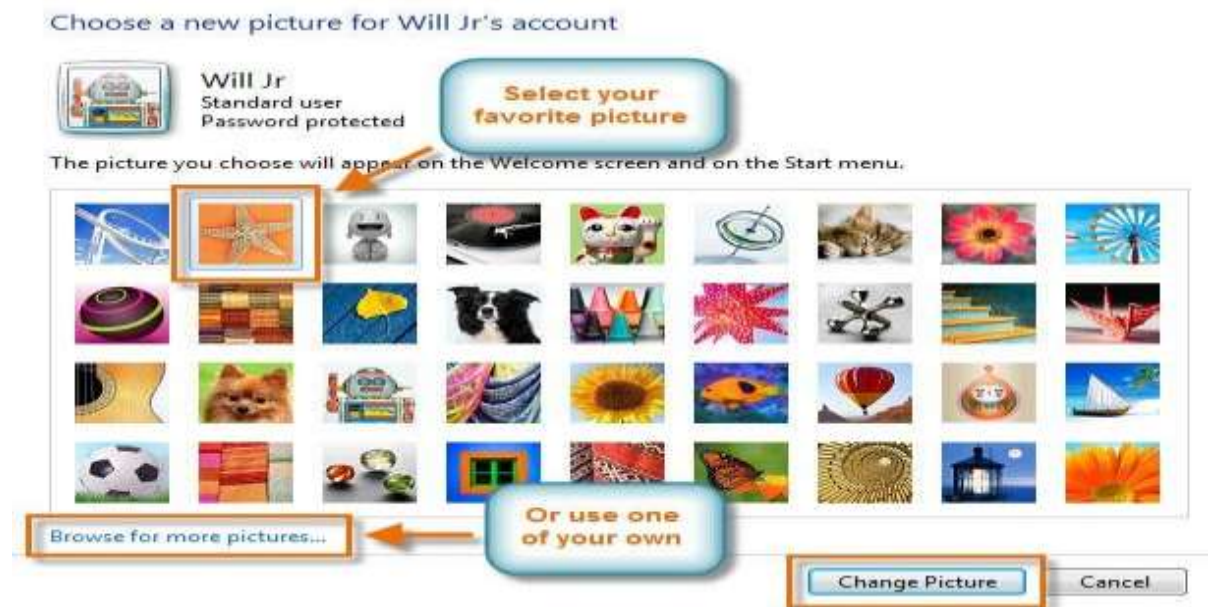 Choose a new picture for Will Jr's account
Will Jr
Standard user
Password protected
Select your
favorite picture
The picture you choose will appear on the Welcome screen and on the Start menu.
Or use one
of your own
Browse for more pictures...
Change Picture
Cancel